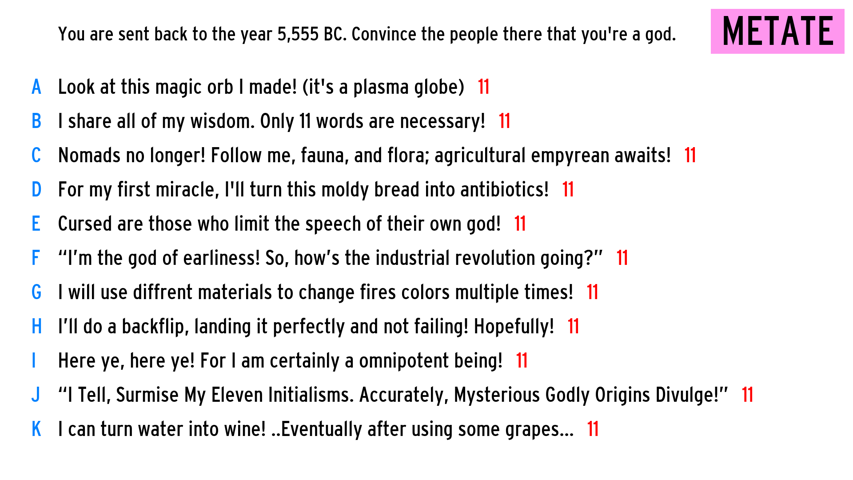 You are sent back to the year 5,555 BC. Convince the people there that you're a god.
METATE
A Look at this magic orb I made! (it's a plasma globe) 11
B I share all of my wisdom. Only 11 words are necessary! 11
C Nomads no longer! Follow me, fauna, and flora; agricultural empyrean awaits! 11
D For my first miracle, I'll turn this moldy bread into antibiotics! 11
E Cursed are those who limit the speech of their own god! 11
F “I’m the god of earliness! So, how’s the industrial revolution going?” 11
G I will use diffrent materials to change fires colors multiple times! 11
H I’ll do a backflip, landing it perfectly and not failing! Hopefully! 11
I Here ye, here ye! For I am certainly a omnipotent being! 11
J “I Tell, Surmise My Eleven Initialisms. Accurately, Mysterious Godly Origins Divulge!” 11
K I can turn water into wine! ..Eventually after using some grapes... 11